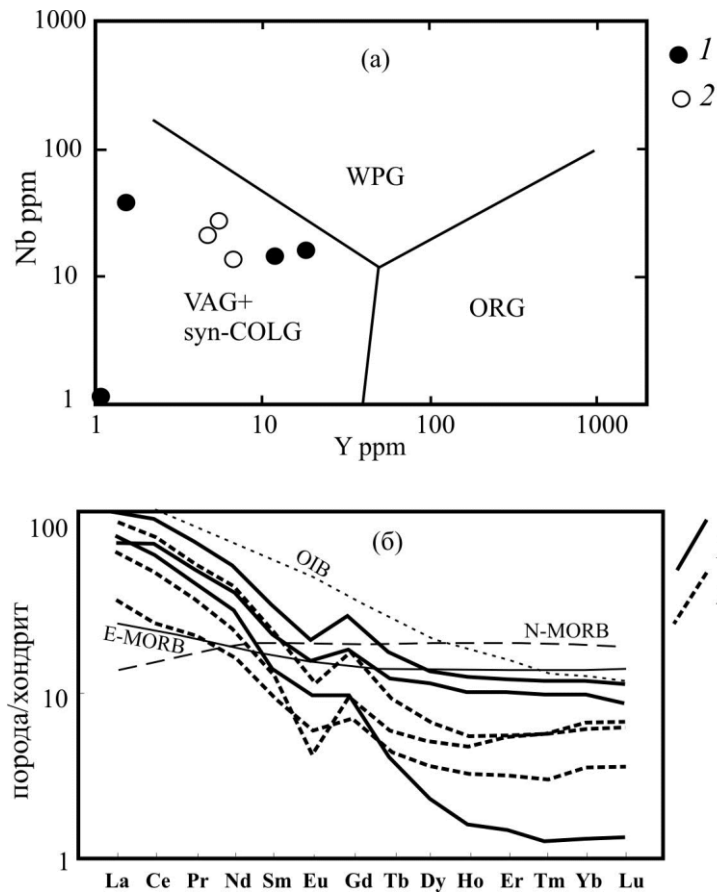 1000
(а)
1
2
100
WPG
Nb ppm
10
VAG+
syn-COLG
ORG
1
1
10
100
1000
Y ppm
100
(б)
OIB
E-MORB
N-MORB
10
порода/хондрит
1
La Ce Pr Nd Sm Eu Gd Tb Dy Ho Er Tm Yb Lu